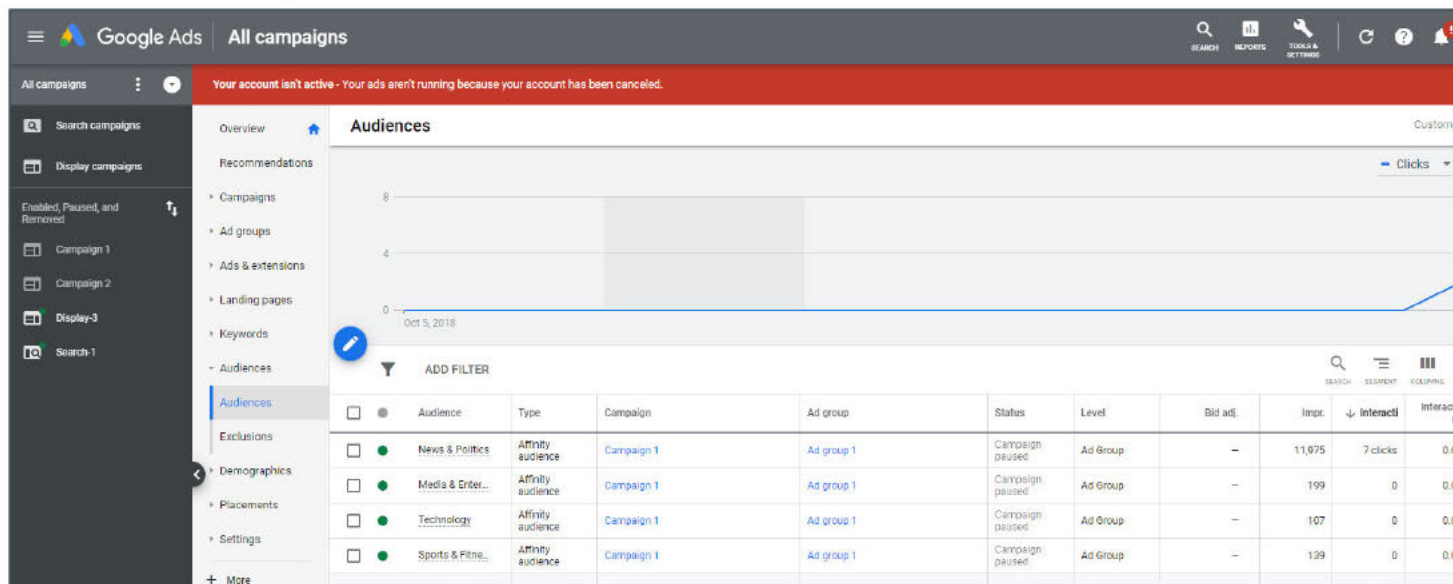 Google Ads All campaigns
SEARCH REPORTS TOOLS &
SETTINGS
All campaigns
Your account isn't active - Your ads aren't running because your account has been canceled.
Search campaigns
Display campaigns
Enabled, Paused, and
Removed
Campaign 1
Campaign 2
Display-3
Search-1
Overview
Recommendations
Campaigns
Ad groups
Ads & extensions
Landing pages
Keywords
Audiences
Audiences
Exclusions
Demographics
Placements
Settings
+ More
Audiences
Custom
Clicks
8
4
0
Oct 5, 2018
ADD FILTER
SEARCH SEGMENT COLUMNS
Audience Type Campaign Ad group Status Level Bid adj. Impr. Interacti Interac
News & Politics Affinity audience Campaign 1 Ad group 1 Campaign paused Ad Group – 11,975 7 clicks 0.
Media & Enter... Affinity audience Campaign 1 Ad group 1 Campaign paused Ad Group – 199 0 0.
Technology Affinity audience Campaign 1 Ad group 1 Campaign paused Ad Group – 107 0 0.
Sports & Fitne... Affinity audience Campaign 1 Ad group 1 Campaign paused Ad Group – 139 0 0.